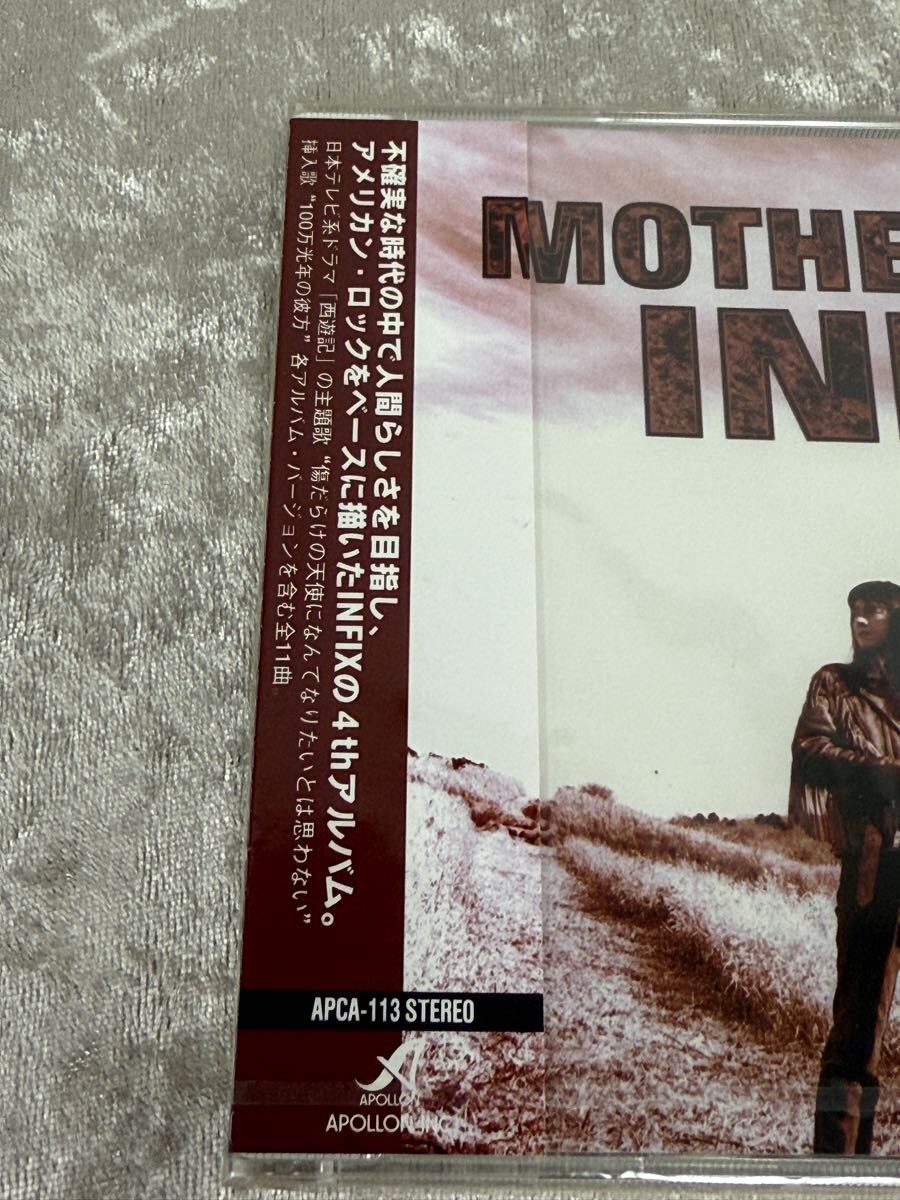 不確実な時代の中で人間らしさを目指し、
アメリカン・ロックをベースに描いたINFIXの4thアルバム。
日本テレビ系ドラマ「西遊記」の主題歌“傷だらけの天使になんてなりたいとは思わない”
挿入歌“100万光年の彼方”各アルバム・バージョンを含む全11曲
MOTHE
IN
APCA-113 STEREO
APOLLON
APOLLON INC.